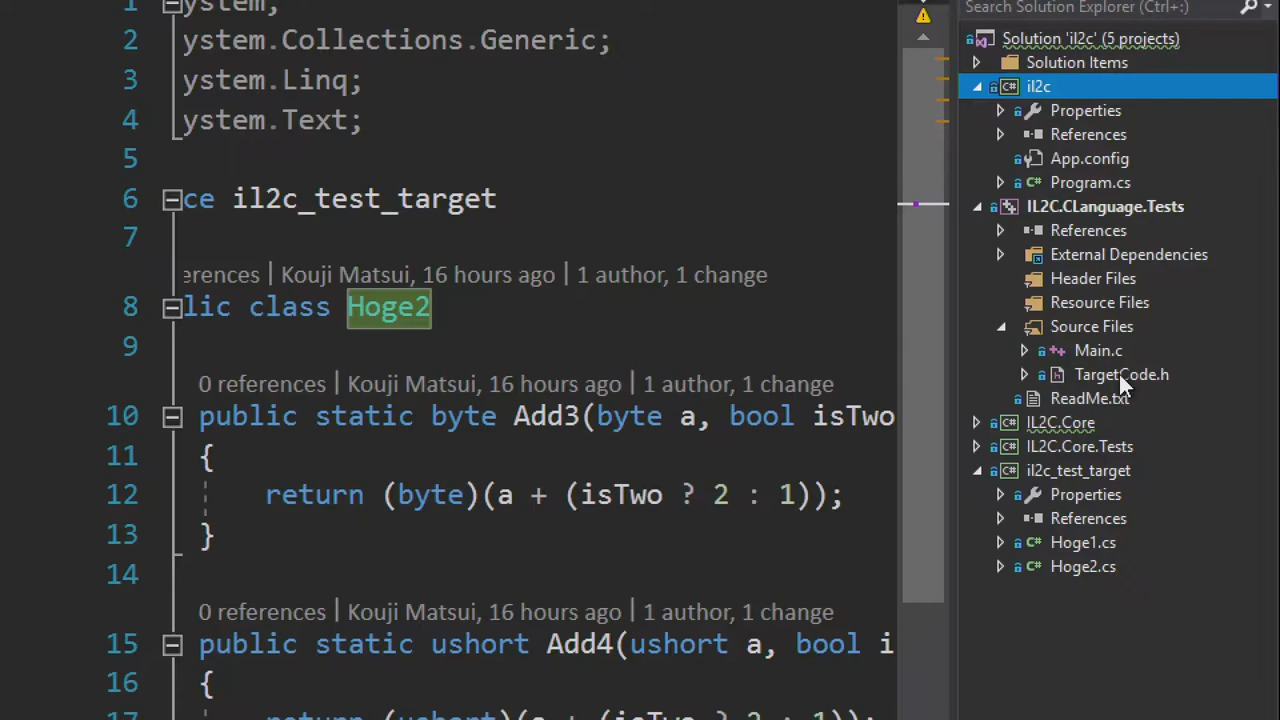 1 ystem;
2 ystem.Collections.Generic;
3 ystem.Linq;
4 ystem.Text;
5
6 ce il2c_test_target
7
erences | Kouji Matsui, 16 hours ago | 1 author, 1 change
8 lic class Hoge2
9
0 references | Kouji Matsui, 16 hours ago | 1 author, 1 change
10 public static byte Add3(byte a, bool isTwo
11 {
12 return (byte)(a + (isTwo ? 2 : 1));
13 }
14
0 references | Kouji Matsui, 16 hours ago | 1 author, 1 change
15 public static ushort Add4(ushort a, bool i
16 {
17 return (ushort)(a + (isTwo ? 2 : 1));
Search Solution Explorer (Ctrl+:)
Solution 'il2c' (5 projects)
Solution Items
il2c
Properties
References
App.config
Program.cs
IL2C.CLanguage.Tests
References
External Dependencies
Header Files
Resource Files
Source Files
Main.c
TargetCode.h
ReadMe.txt
IL2C.Core
IL2C.Core.Tests
il2c_test_target
Properties
References
Hoge1.cs
Hoge2.cs